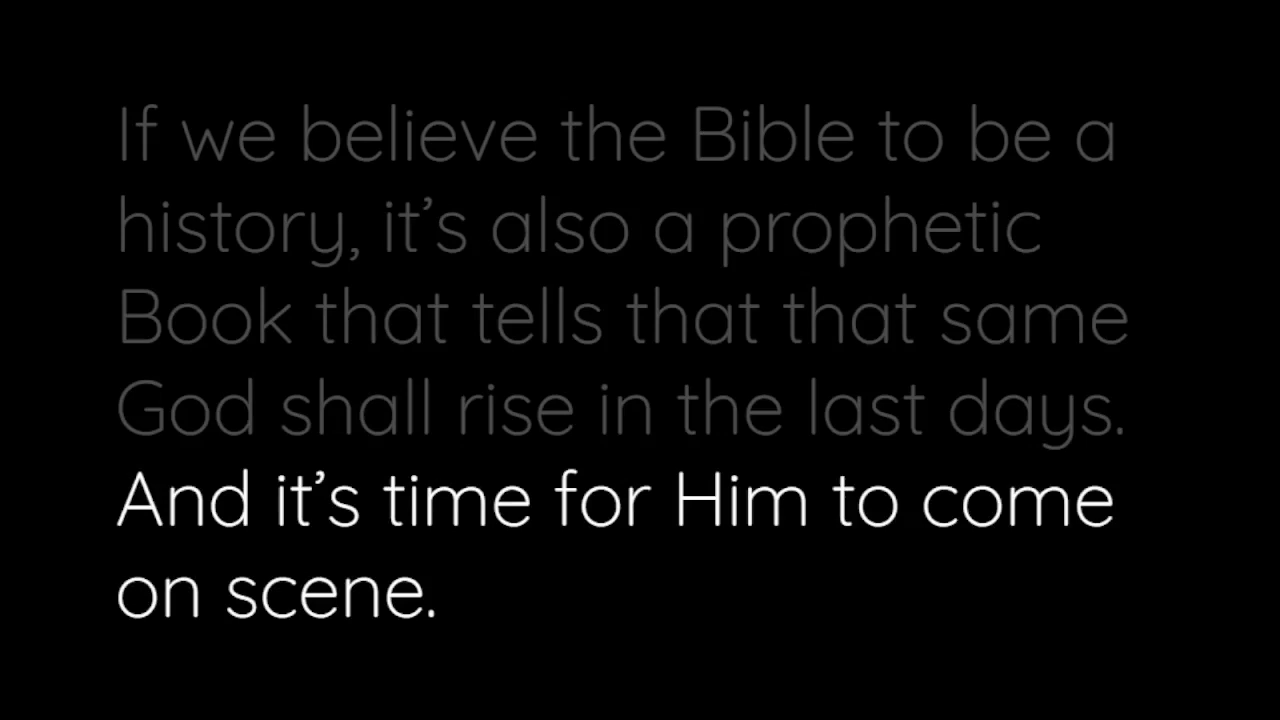 If we believe the Bible to be a
history, it’s also a prophetic
Book that tells that that same
God shall rise in the last days.
And it’s time for Him to come
on scene.